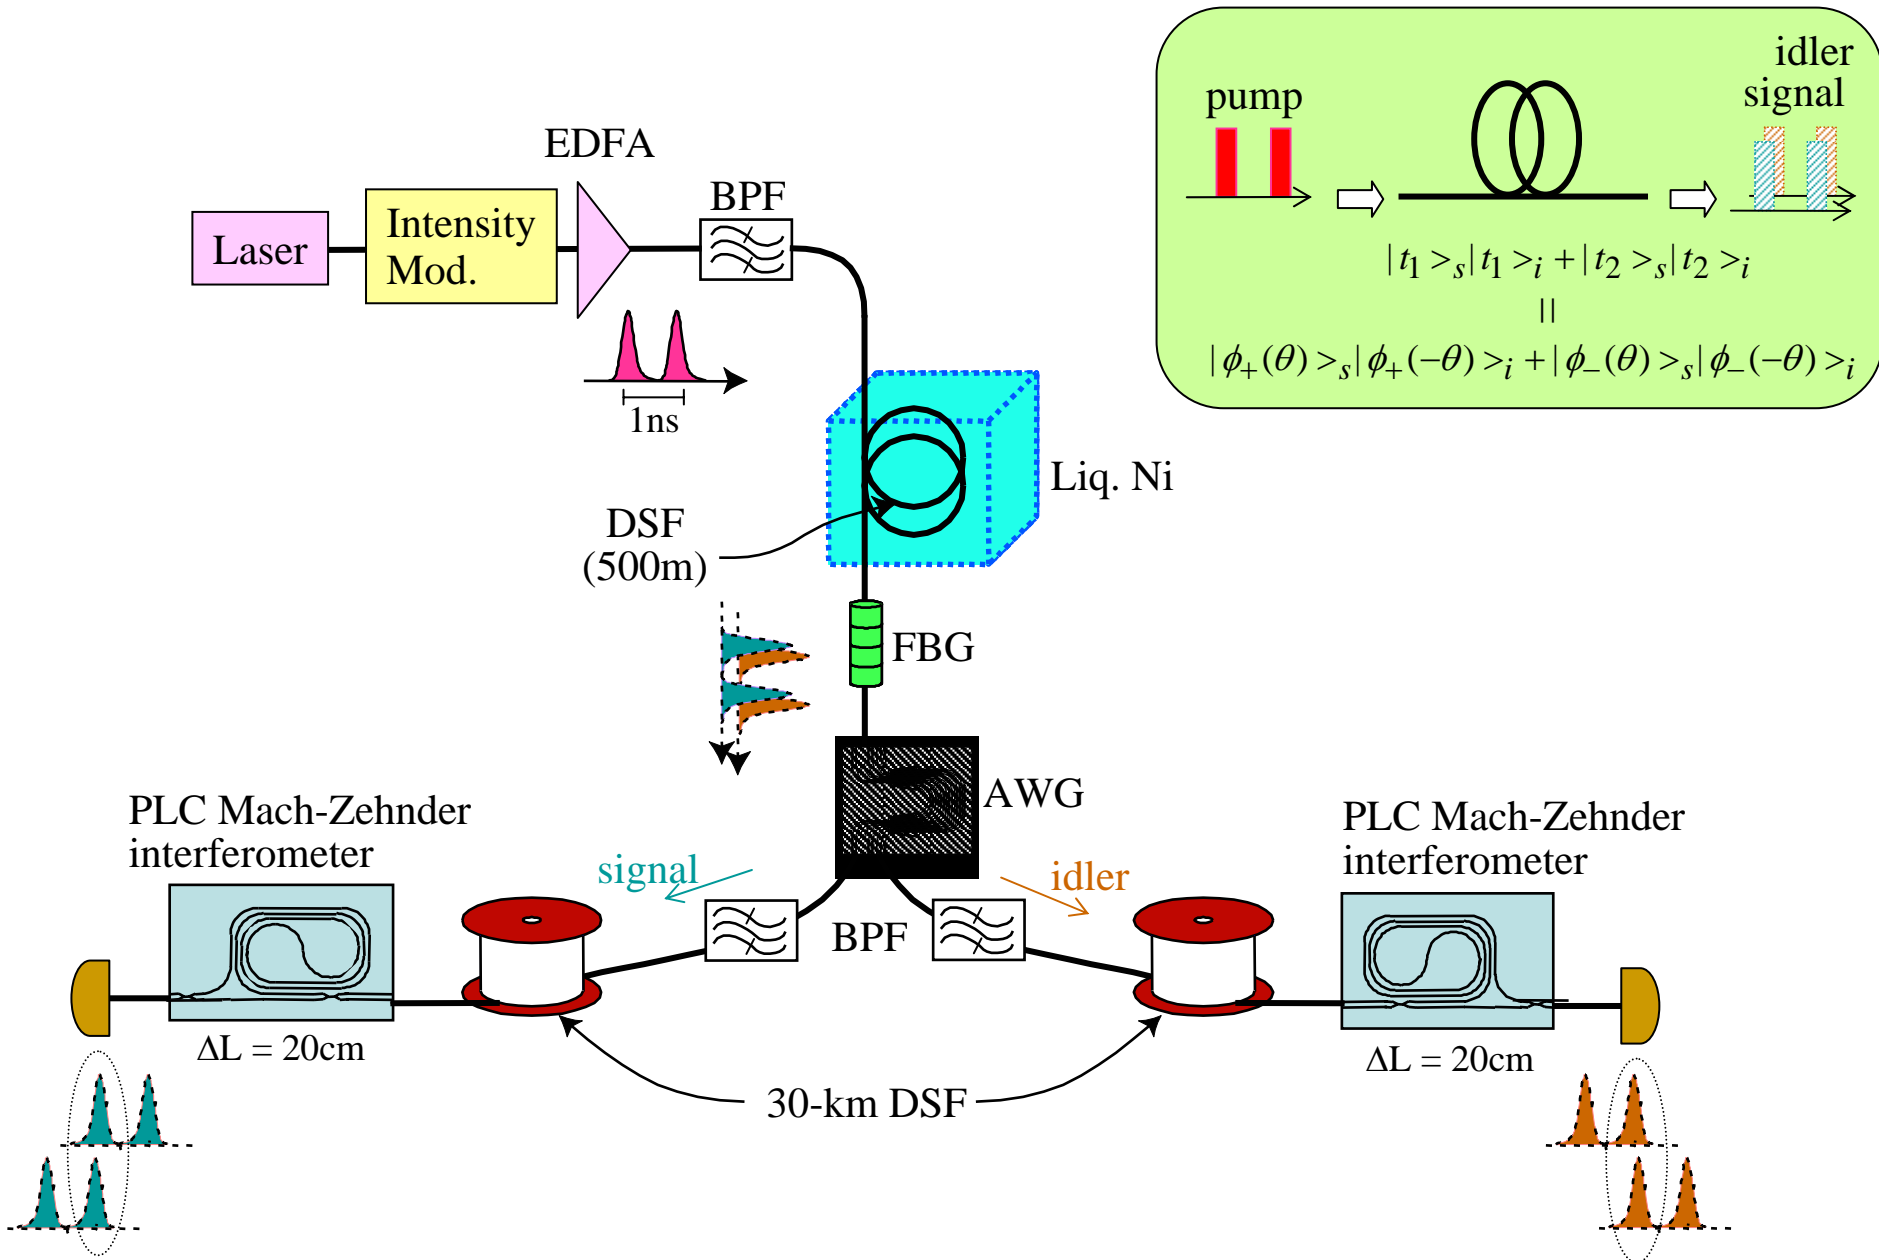 idler
signal
pump
|t₁ >ₛ|t₁ >ᵢ + |t₂ >ₛ|t₂ >ᵢ
||
|ϕ₊(θ) >ₛ|ϕ₊(−θ) >ᵢ + |ϕ₋(θ) >ₛ|ϕ₋(−θ) >ᵢ
EDFA
BPF
Laser
Intensity
Mod.
1ns
Liq. Ni
DSF
(500m)
FBG
AWG
PLC Mach-Zehnder
interferometer
signal
idler
PLC Mach-Zehnder
interferometer
BPF
ΔL = 20cm
ΔL = 20cm
30-km DSF